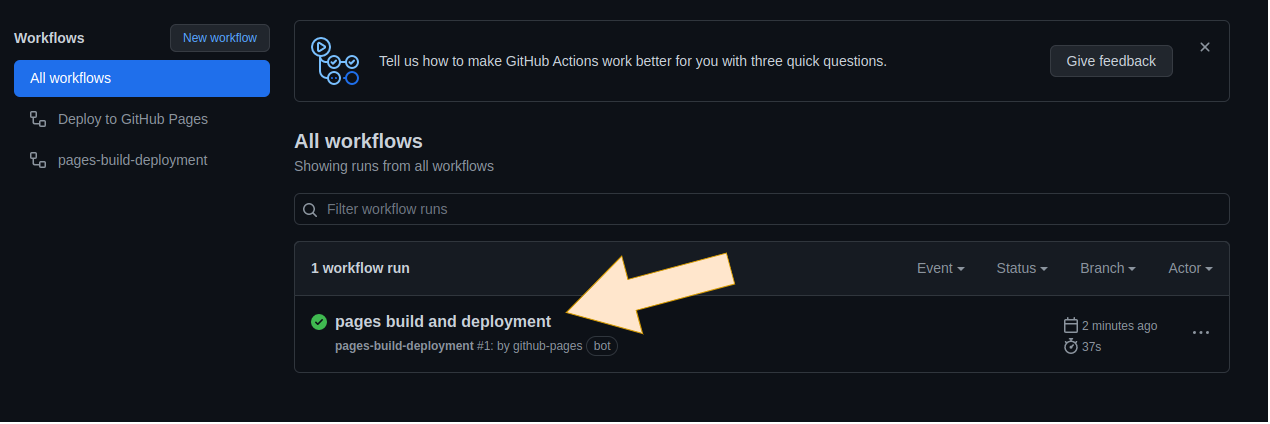 Workflows
New workflow
All workflows
Deploy to GitHub Pages
pages-build-deployment
Tell us how to make GitHub Actions work better for you with three quick questions.
Give feedback
All workflows
Showing runs from all workflows
Filter workflow runs
1 workflow run
Event
Status
Branch
Actor
pages build and deployment
pages-build-deployment #1: by github-pages bot
2 minutes ago
37s